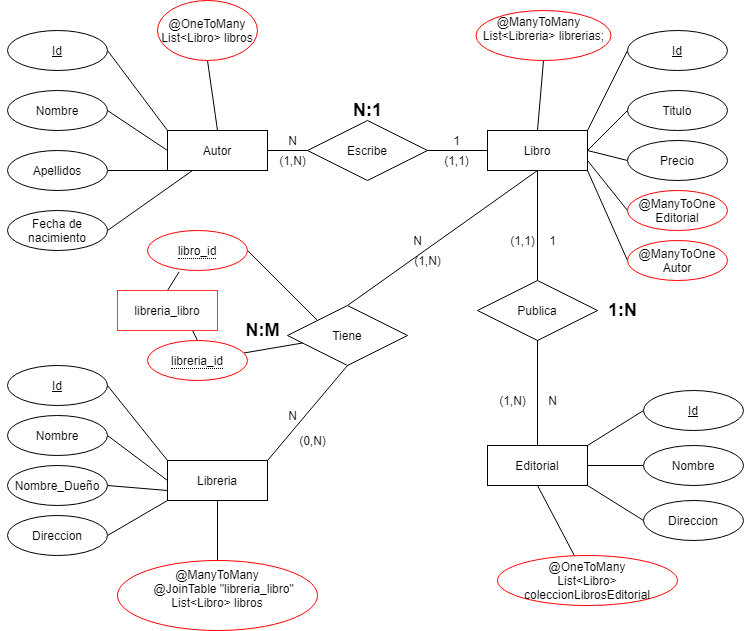 @OneToMany
List<Libro> libros
@ManyToMany
List<Libreria> librerias;
Id
Nombre
Apellidos
Fecha de
nacimiento
Autor
N
(1,N)
N:1
Escribe
1
(1,1)
Libro
Id
Titulo
Precio
@ManyToOne
Editorial
@ManyToOne
Autor
libro_id
libreria_libro
libreria_id
N:M
Tiene
N
(1,N)
N
(0,N)
(1,1)
1
Publica
1:N
(1,N)
N
Id
Nombre
Nombre_Dueño
Direccion
Libreria
@ManyToMany
@JoinTable "libreria_libro"
List<Libro> libros
Editorial
Id
Nombre
Direccion
@OneToMany
List<Libro>
coleccionLibrosEditorial